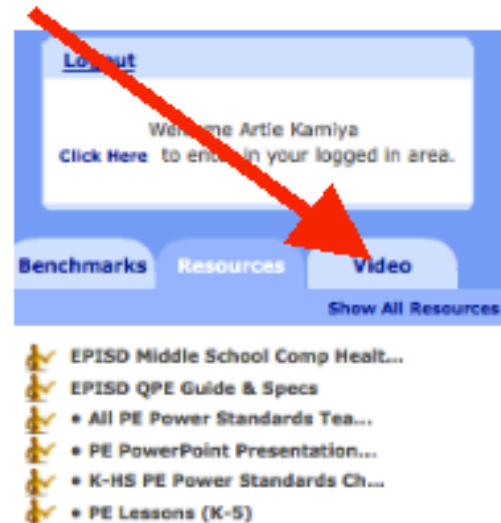 Logout
Welcome Artie Kamiya
Click Here to enter in your logged in area.
Benchmarks Resources Video
Show All Resources
EPISD Middle School Comp Healt...
EPISD QPE Guide & Specs
• All PE Power Standards Tea...
• PE PowerPoint Presentation...
• K-HS PE Power Standards Ch...
• PE Lessons (K-5)